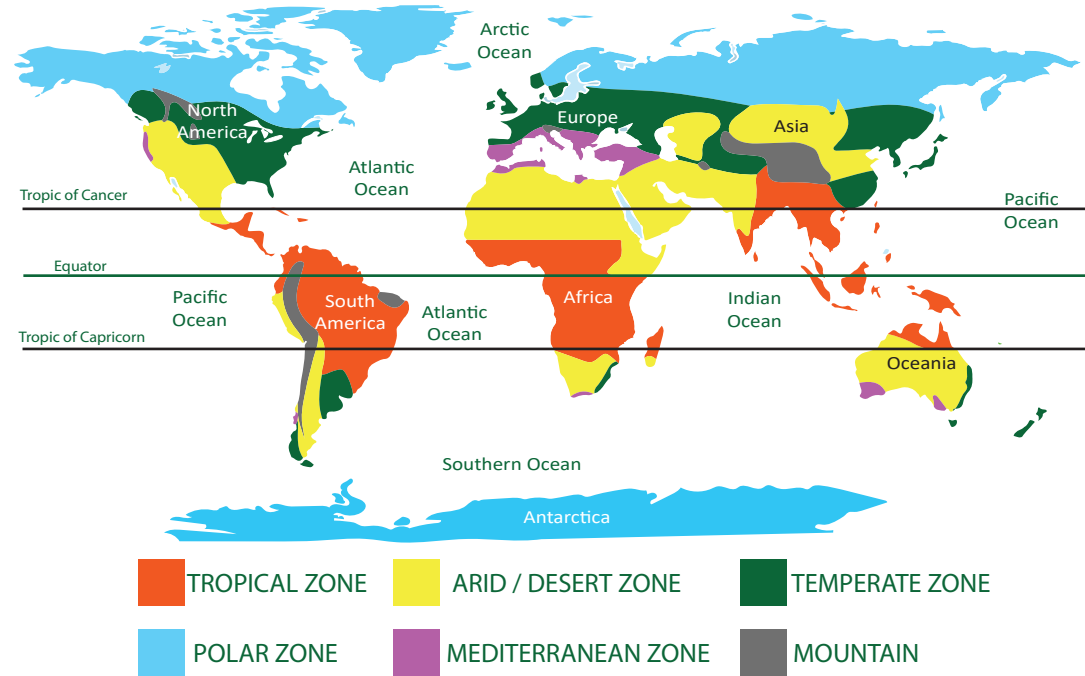 Arctic
Ocean
North
America
Europe
Asia
Atlantic
Ocean
Tropic of Cancer
Pacific
Ocean
Equator
Pacific
Ocean
South
America
Atlantic
Ocean
Africa
Indian
Ocean
Tropic of Capricorn
Oceania
Southern Ocean
Antarctica
TROPICAL ZONE
ARID / DESERT ZONE
TEMPERATE ZONE
POLAR ZONE
MEDITERRANEAN ZONE
MOUNTAIN